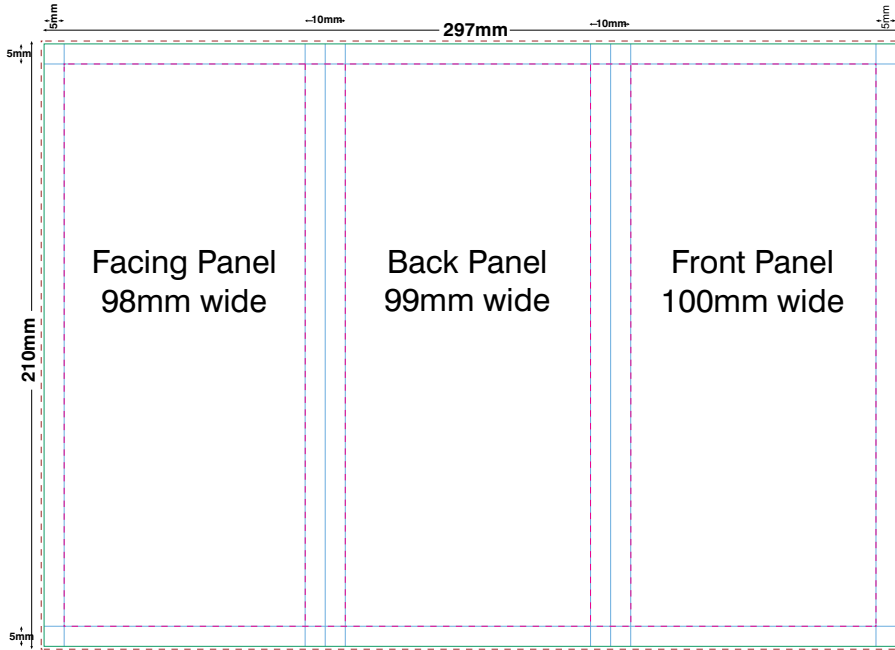 5mm
10mm
10mm
5mm
297mm
5mm
Facing Panel
98mm wide
Back Panel
99mm wide
Front Panel
100mm wide
210mm
5mm